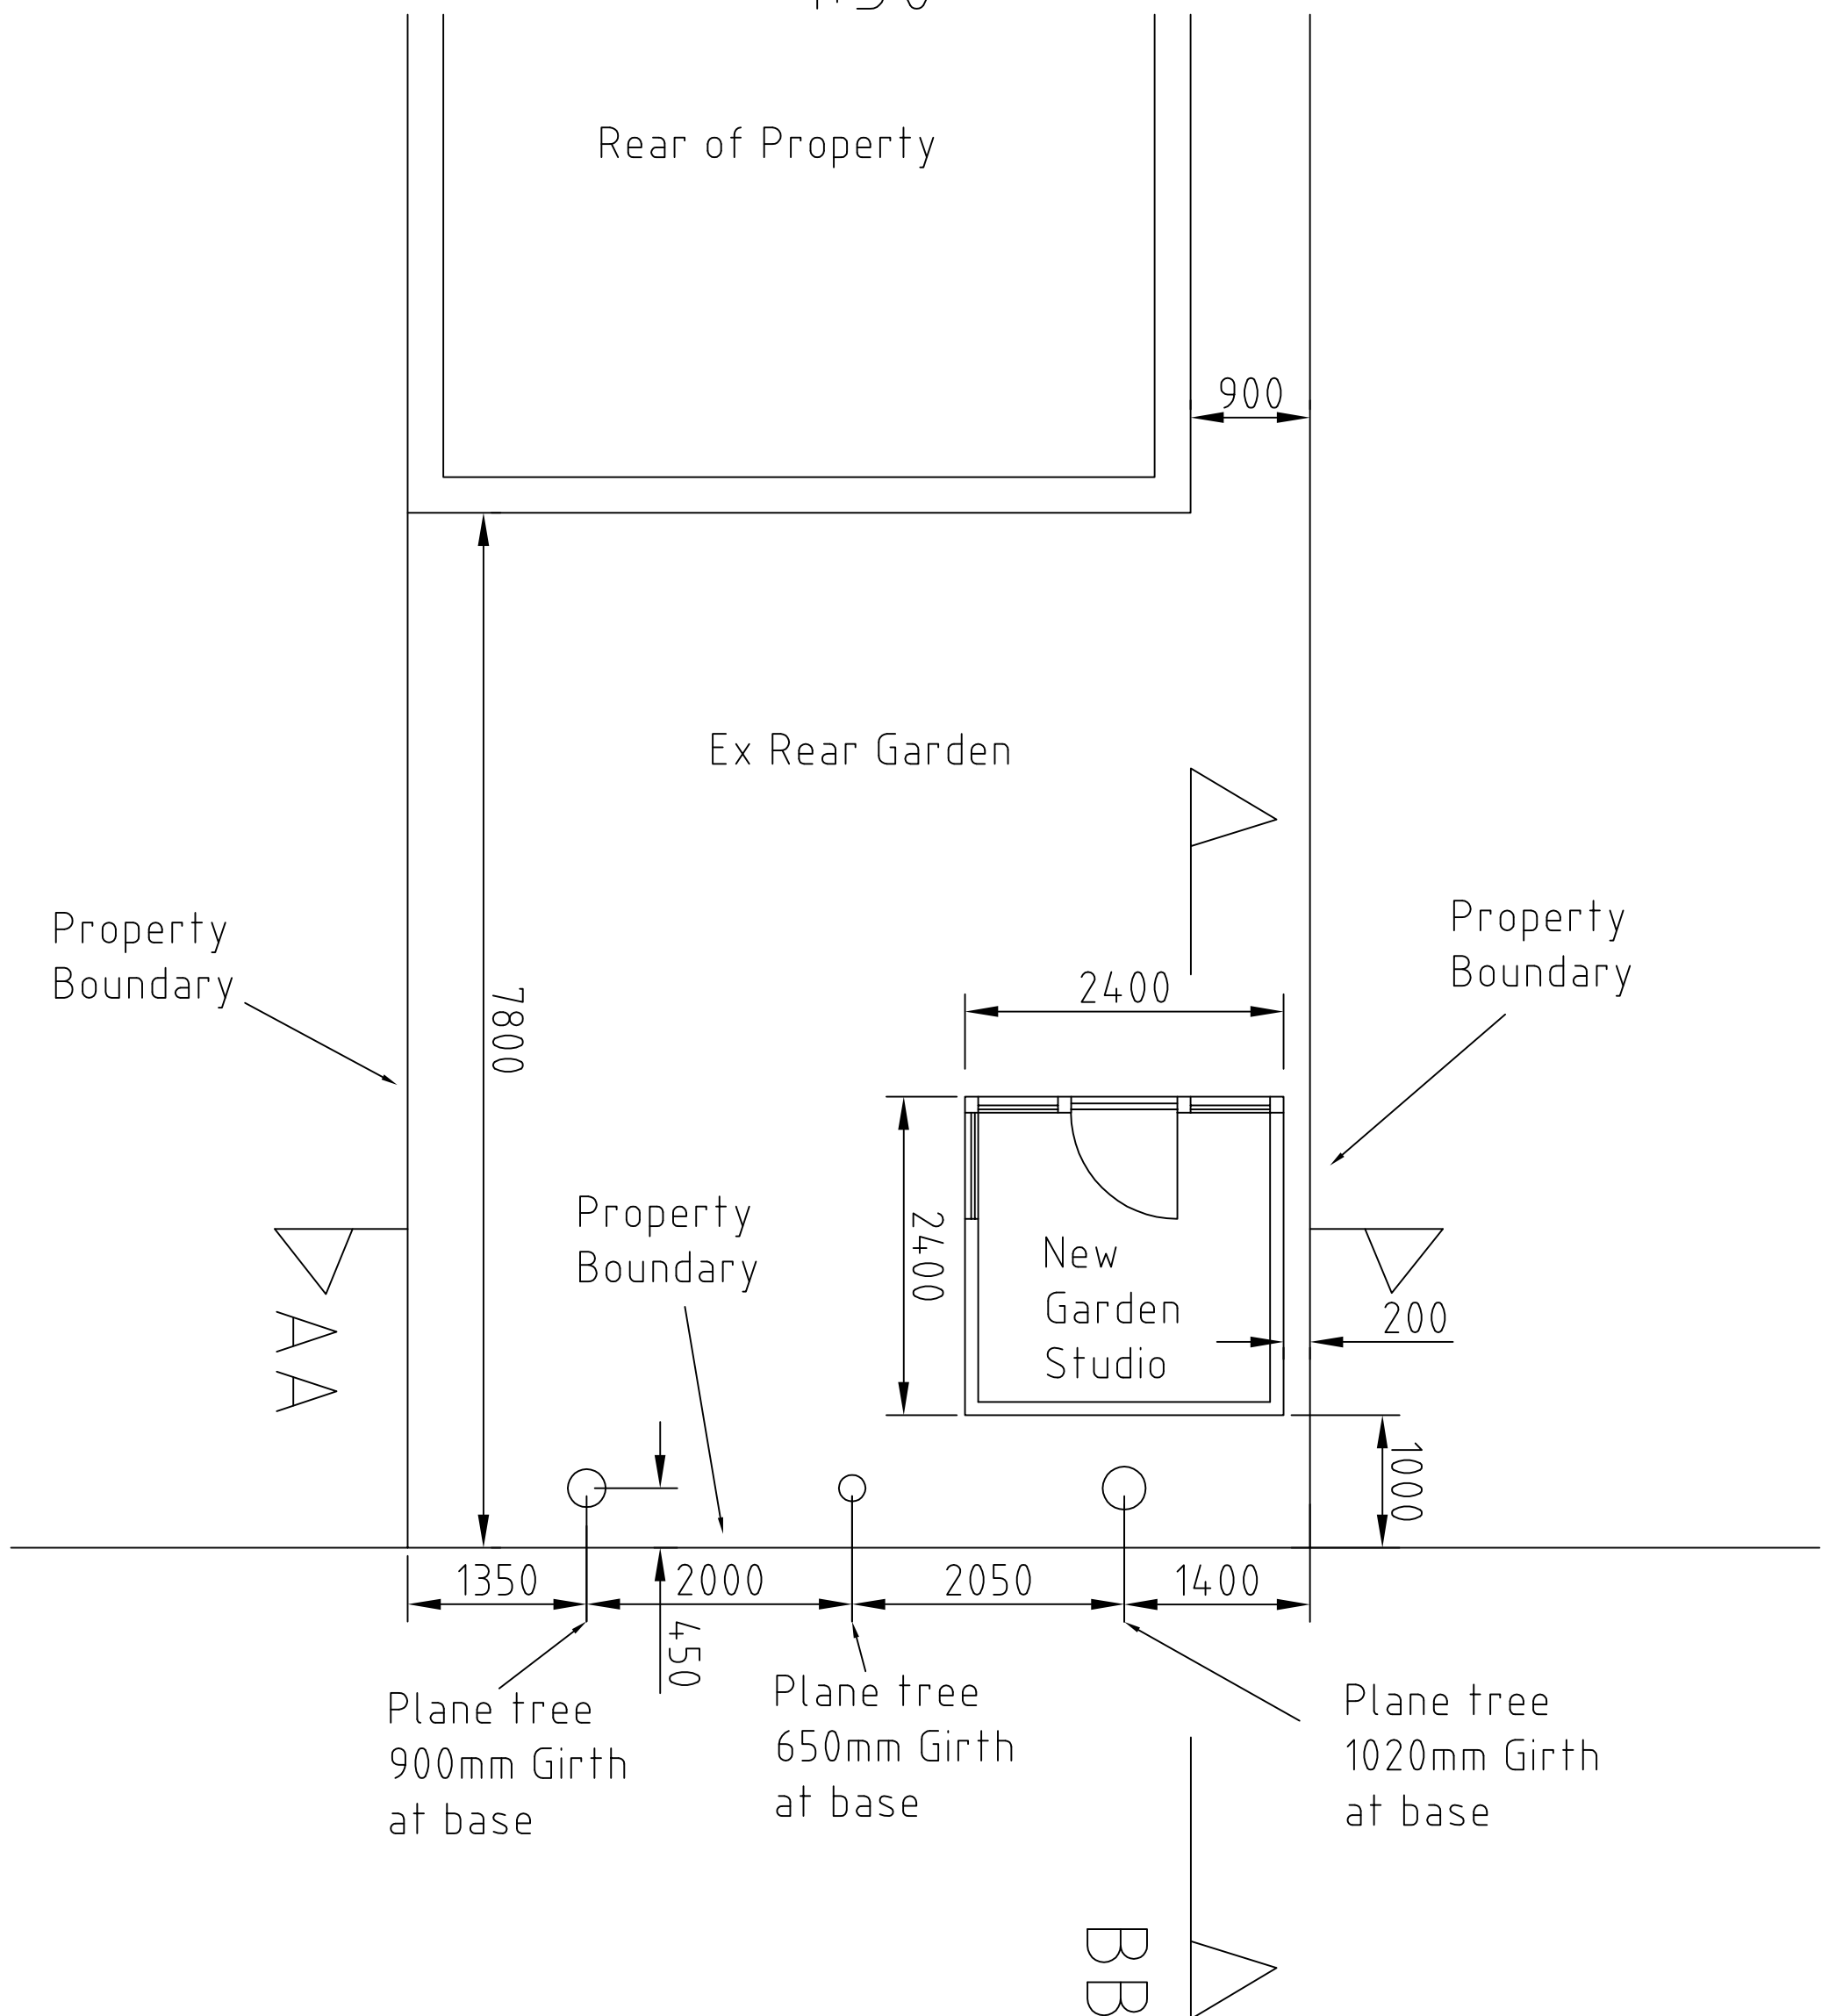 Rear of Property
900
Ex Rear Garden
Property
Boundary
Property
Boundary
7800
2400
2400
Property
Boundary
New
Garden
Studio
200
AA
1000
1350
2000
2050
1400
450
Plane tree
900mm Girth
at base
Plane tree
650mm Girth
at base
Plane tree
1020mm Girth
at base
BB